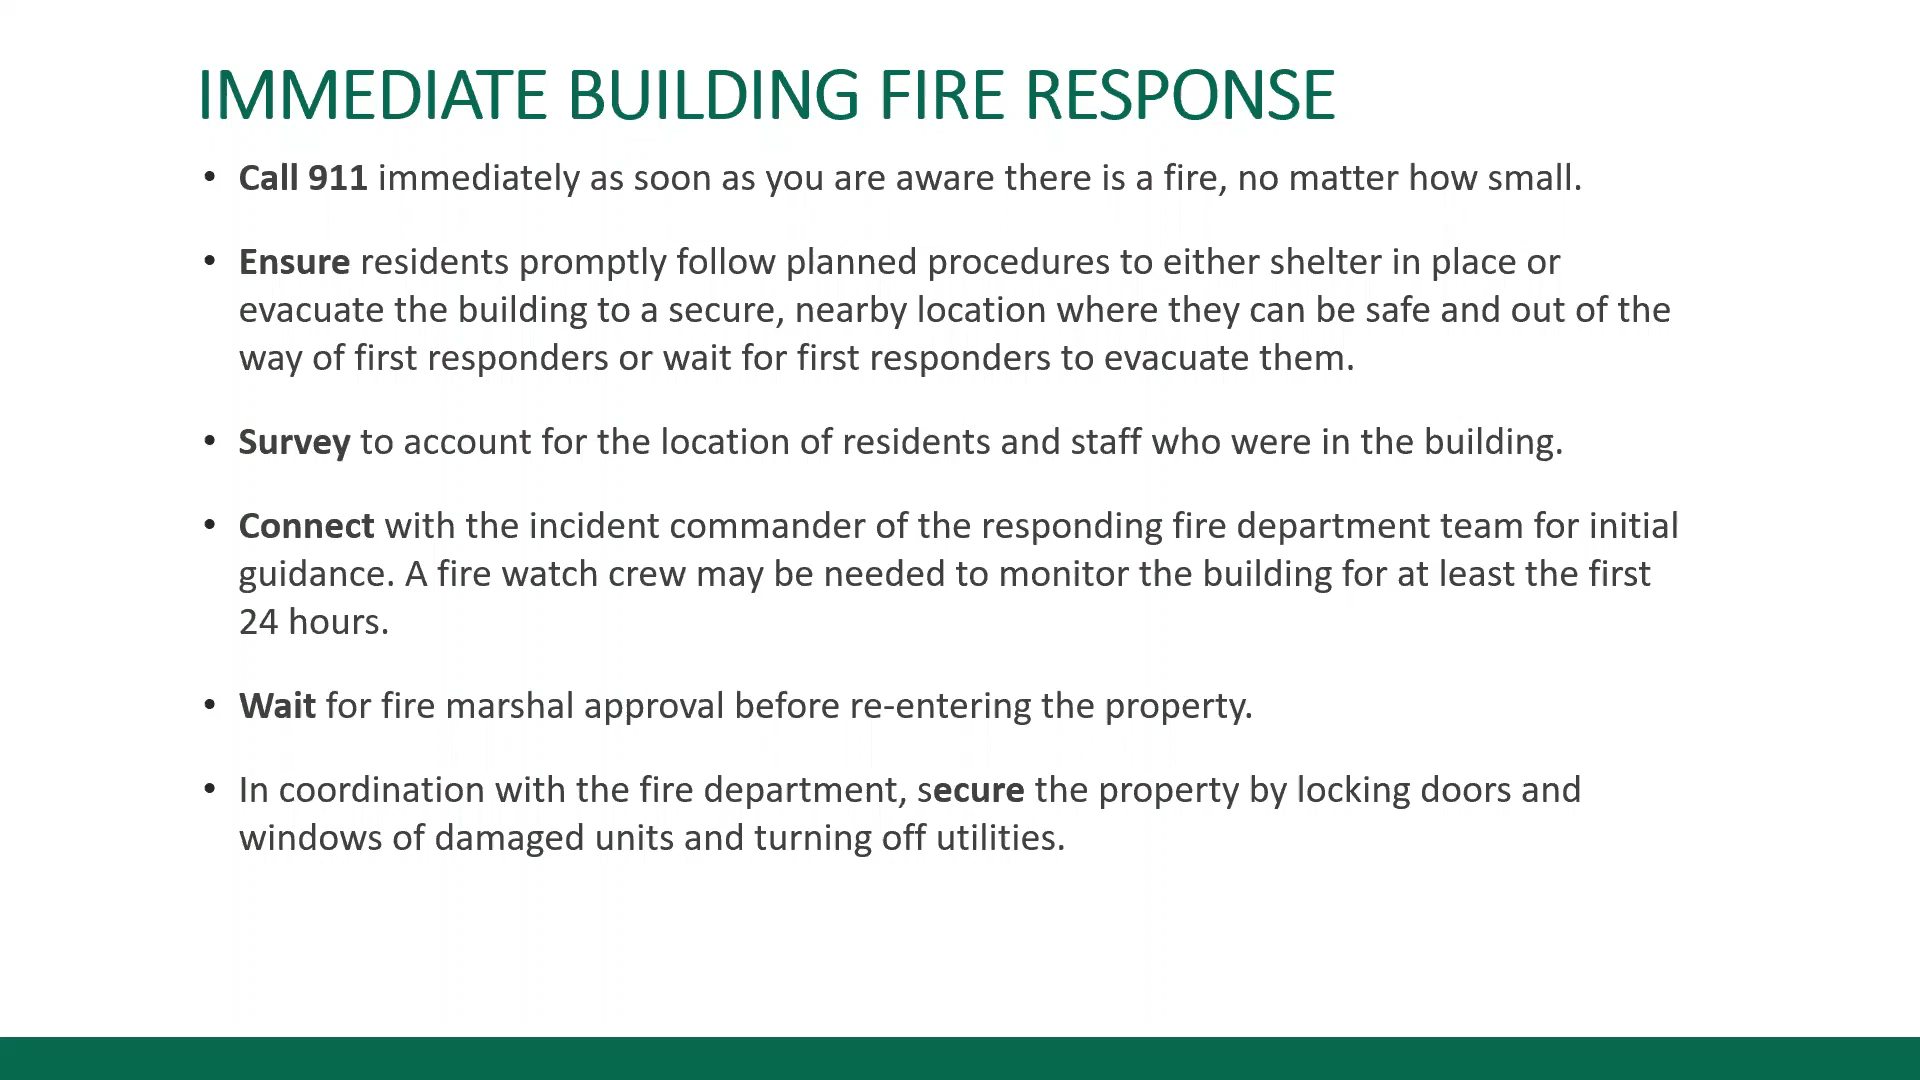 IMMEDIATE BUILDING FIRE RESPONSE
• Call 911 immediately as soon as you are aware there is a fire, no matter how small.
• Ensure residents promptly follow planned procedures to either shelter in place or
evacuate the building to a secure, nearby location where they can be safe and out of the
way of first responders or wait for first responders to evacuate them.
• Survey to account for the location of residents and staff who were in the building.
• Connect with the incident commander of the responding fire department team for initial
guidance. A fire watch crew may be needed to monitor the building for at least the first
24 hours.
• Wait for fire marshal approval before re-entering the property.
• In coordination with the fire department, secure the property by locking doors and
windows of damaged units and turning off utilities.